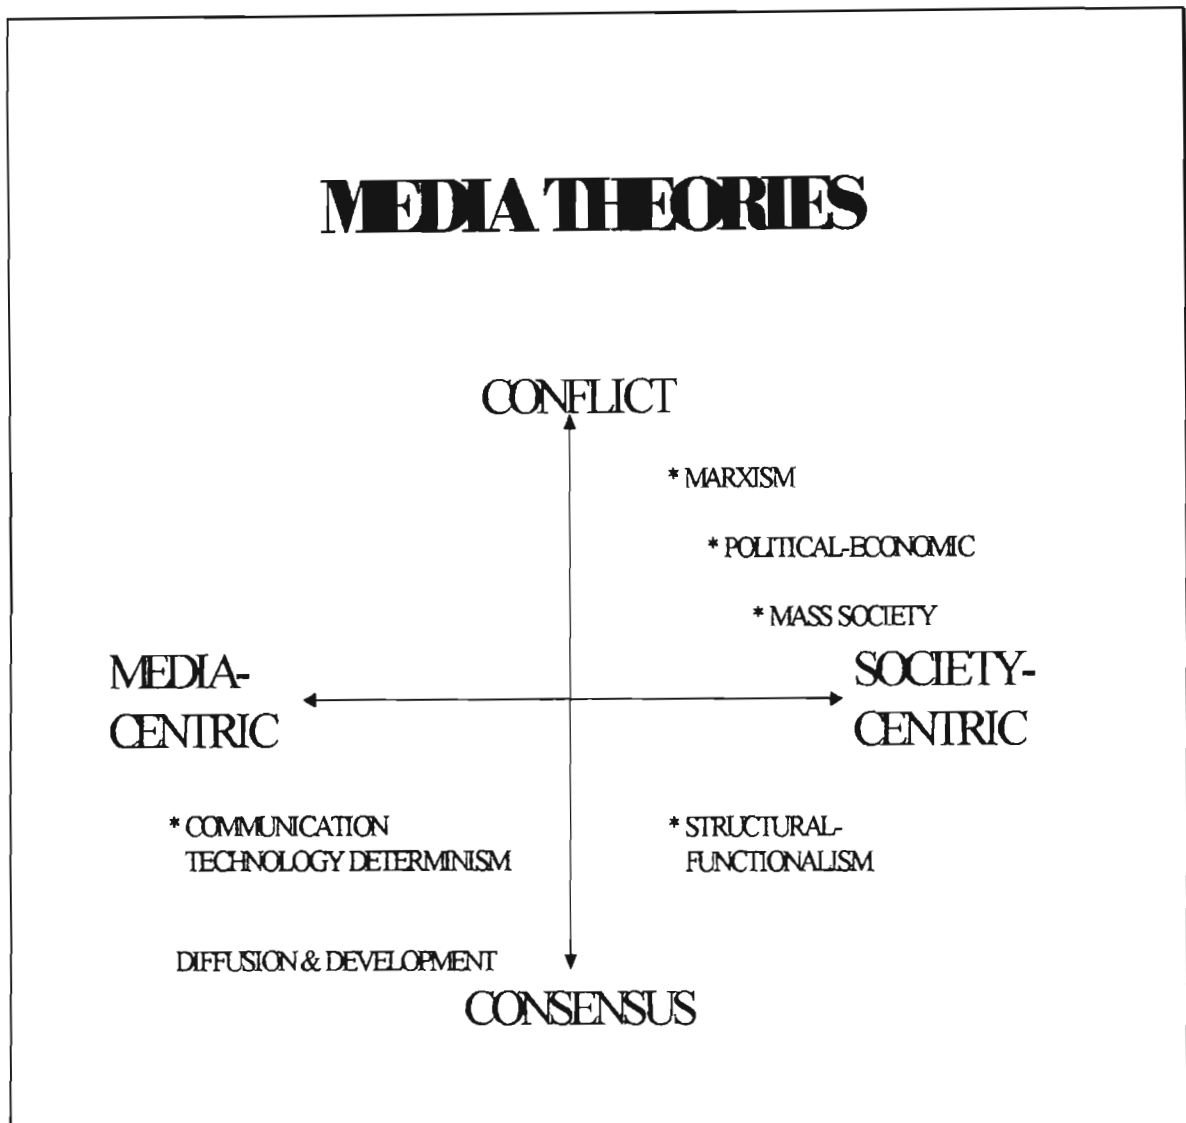 MEDIA THEORIES
CONFLICT
* MARXISM
* POLITICAL-ECONOMIC
* MASS SOCIETY
MEDIA-
CENTRIC
SOCIETY-
CENTRIC
* COMMUNICATION
TECHNOLOGY DETERMINISM
* STRUCTURAL-
FUNCTIONALISM
DIFFUSION & DEVELOPMENT
CONSENSUS